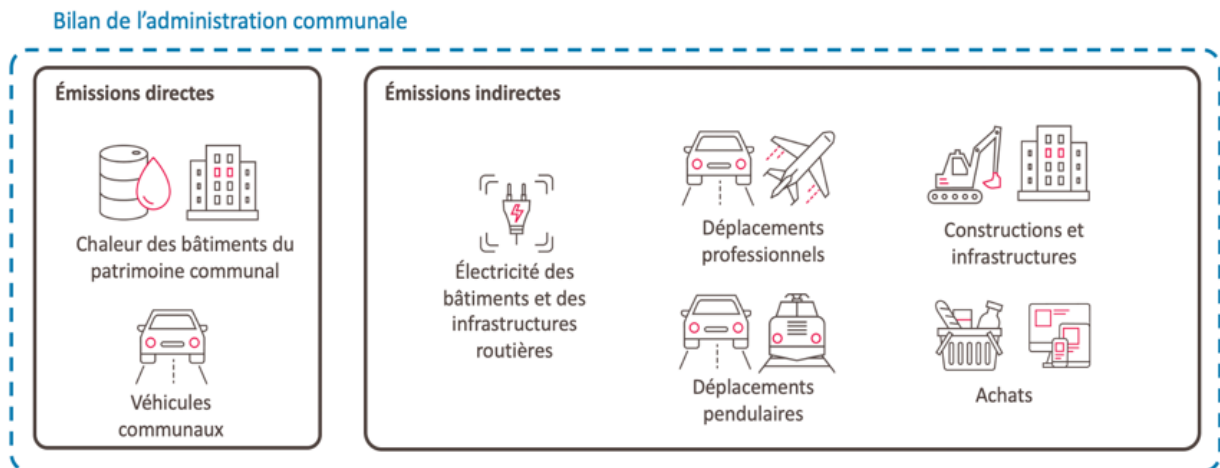 Bilan de l’administration communale
Émissions directes
Chaleur des bâtiments du
patrimoine communal
Véhicules
communaux
Émissions indirectes
Électricité des
bâtiments et des
infrastructures
routières
Déplacements
professionnels
Déplacements
pendulaires
Constructions et
infrastructures
Achats